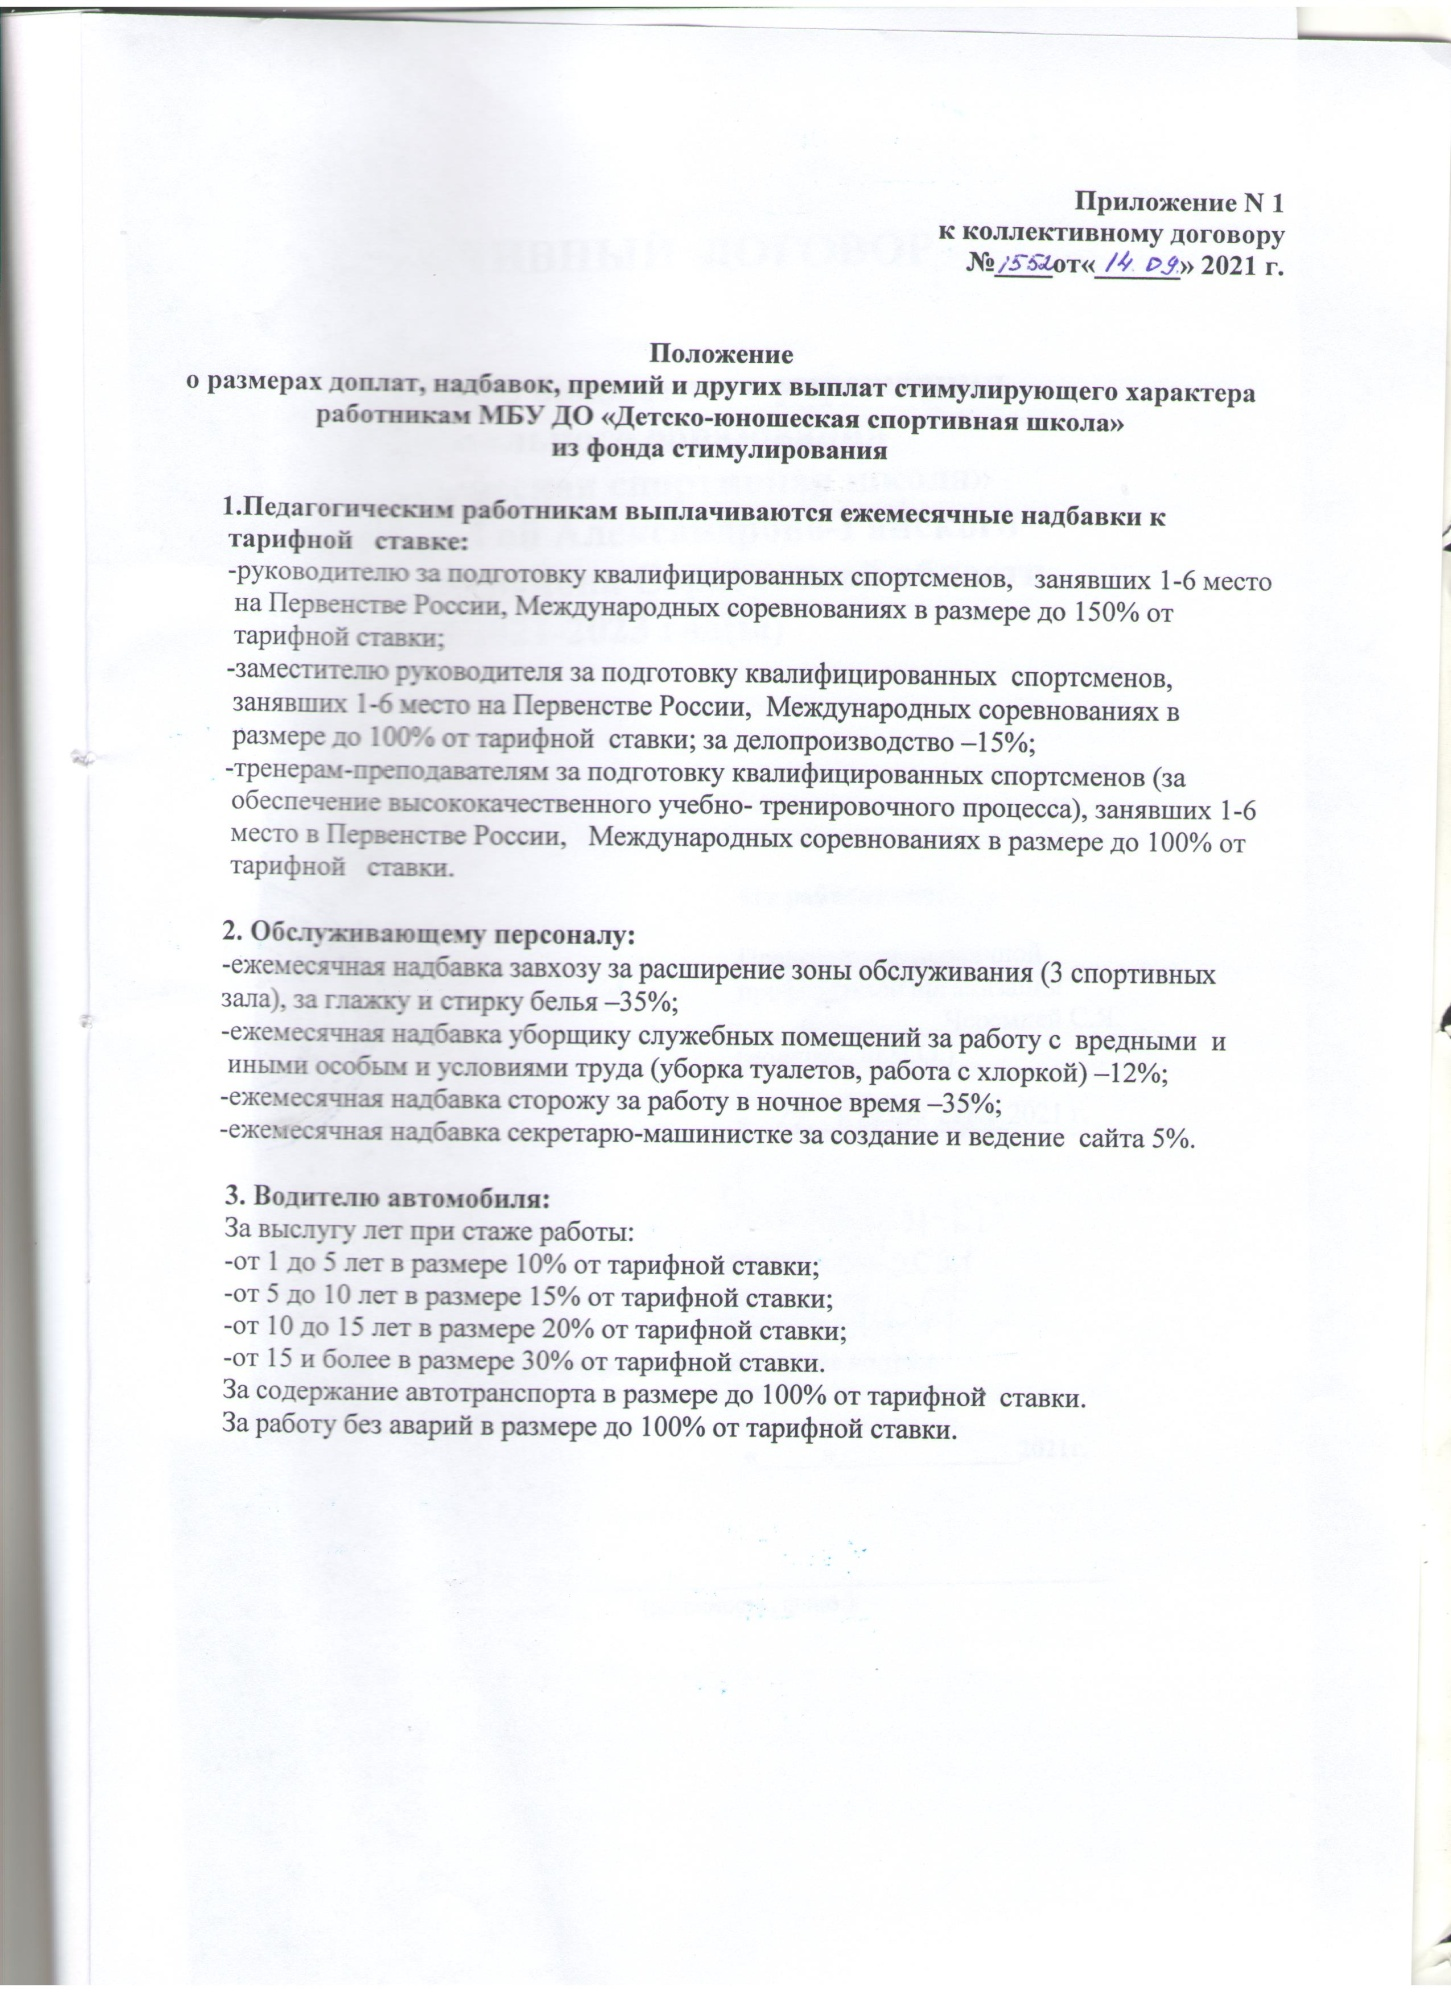 Приложение N 1
к коллективному договору
№ 1552 от« 14. 09.» 2021 г.
Положение
о размерах доплат, надбавок, премий и других выплат стимулирующего характера
работникам МБУ ДО «Детско-юношеская спортивная школа»
из фонда стимулирования
1.Педагогическим работникам выплачиваются ежемесячные надбавки к
тарифной ставке:
-руководителю за подготовку квалифицированных спортсменов, занявших 1-6 место
на Первенстве России, Международных соревнованиях в размере до 150% от
тарифной ставки;
-заместителю руководителя за подготовку квалифицированных спортсменов,
занявших 1-6 место на Первенстве России, Международных соревнованиях в
размере до 100% от тарифной ставки; за делопроизводство –15%;
-тренерам-преподавателям за подготовку квалифицированных спортсменов (за
обеспечение высококачественного учебно- тренировочного процесса), занявших 1-6
место в Первенстве России, Международных соревнованиях в размере до 100% от
тарифной ставки.
2. Обслуживающему персоналу:
-ежемесячная надбавка завхозу за расширение зоны обслуживания (3 спортивных
зала), за глажку и стирку белья –35%;
-ежемесячная надбавка уборщику служебных помещений за работу с вредными и
иными особым и условиями труда (уборка туалетов, работа с хлоркой) –12%;
-ежемесячная надбавка сторожу за работу в ночное время –35%;
-ежемесячная надбавка секретарю-машинистке за создание и ведение сайта 5%.
3. Водителю автомобиля:
За выслугу лет при стаже работы:
-от 1 до 5 лет в размере 10% от тарифной ставки;
-от 5 до 10 лет в размере 15% от тарифной ставки;
-от 10 до 15 лет в размере 20% от тарифной ставки;
-от 15 и более в размере 30% от тарифной ставки.
За содержание автотранспорта в размере до 100% от тарифной ставки.
За работу без аварий в размере до 100% от тарифной ставки.